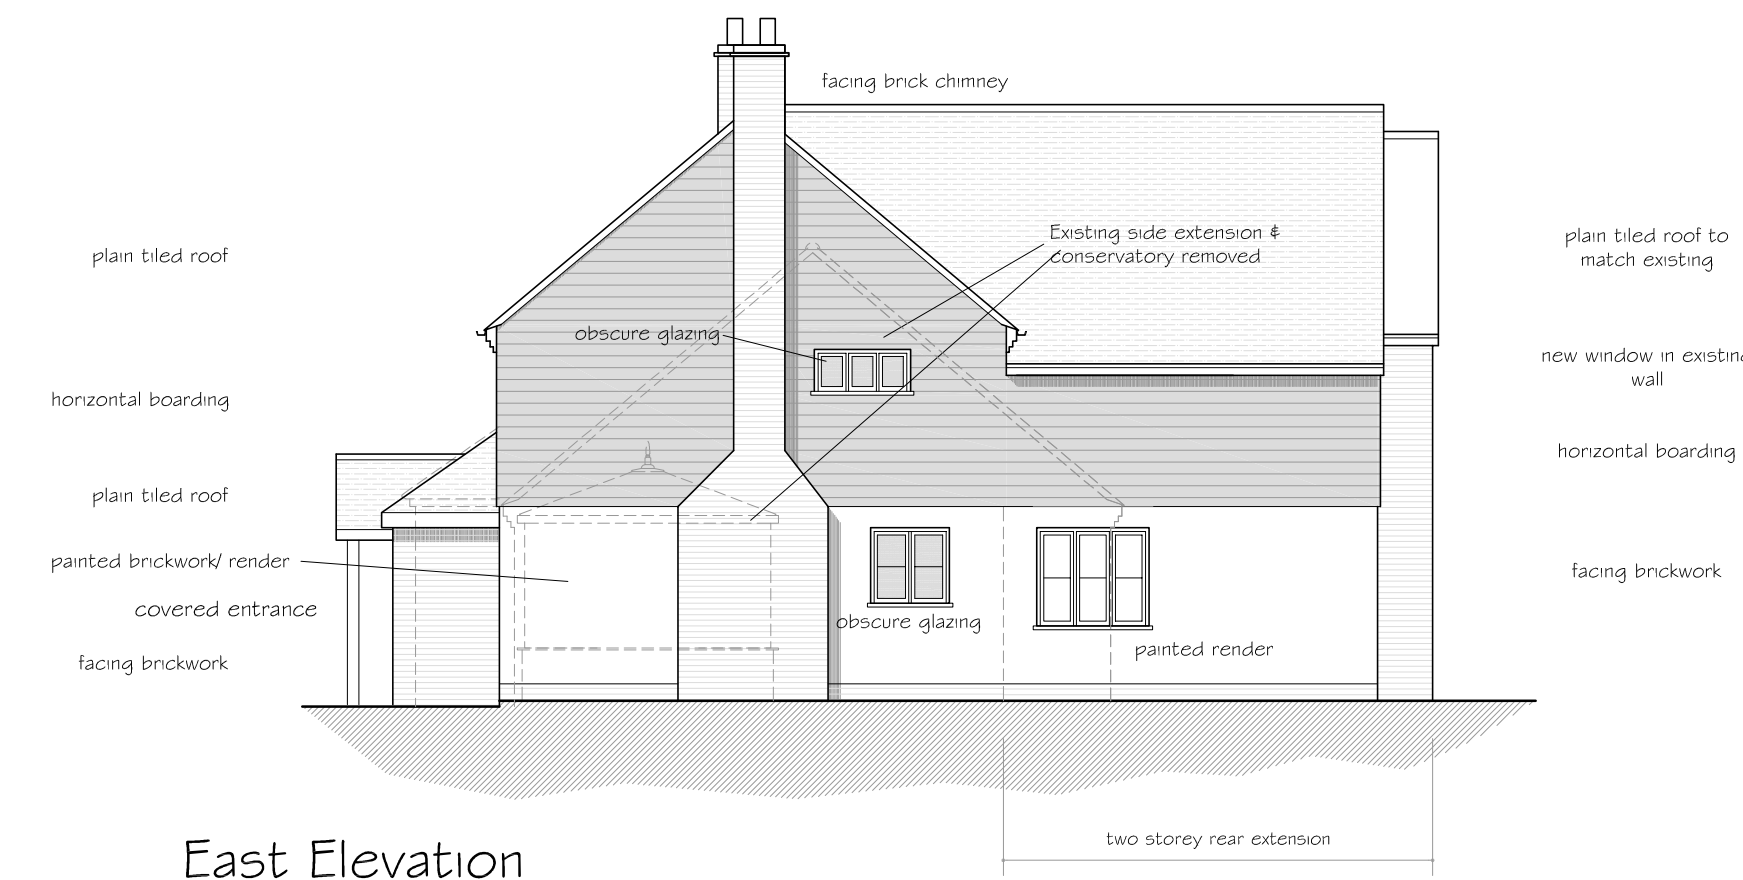 facing brick chimney
Existing side extension &
conservatory removed
plain tiled roof
plain tiled roof to
match existing
obscure glazing
new window in existin
wall
horizontal boarding
horizontal boarding
plain tiled roof
painted brickwork/ render
facing brickwork
covered entrance
obscure glazing
painted render
facing brickwork
two storey rear extension
East Elevation